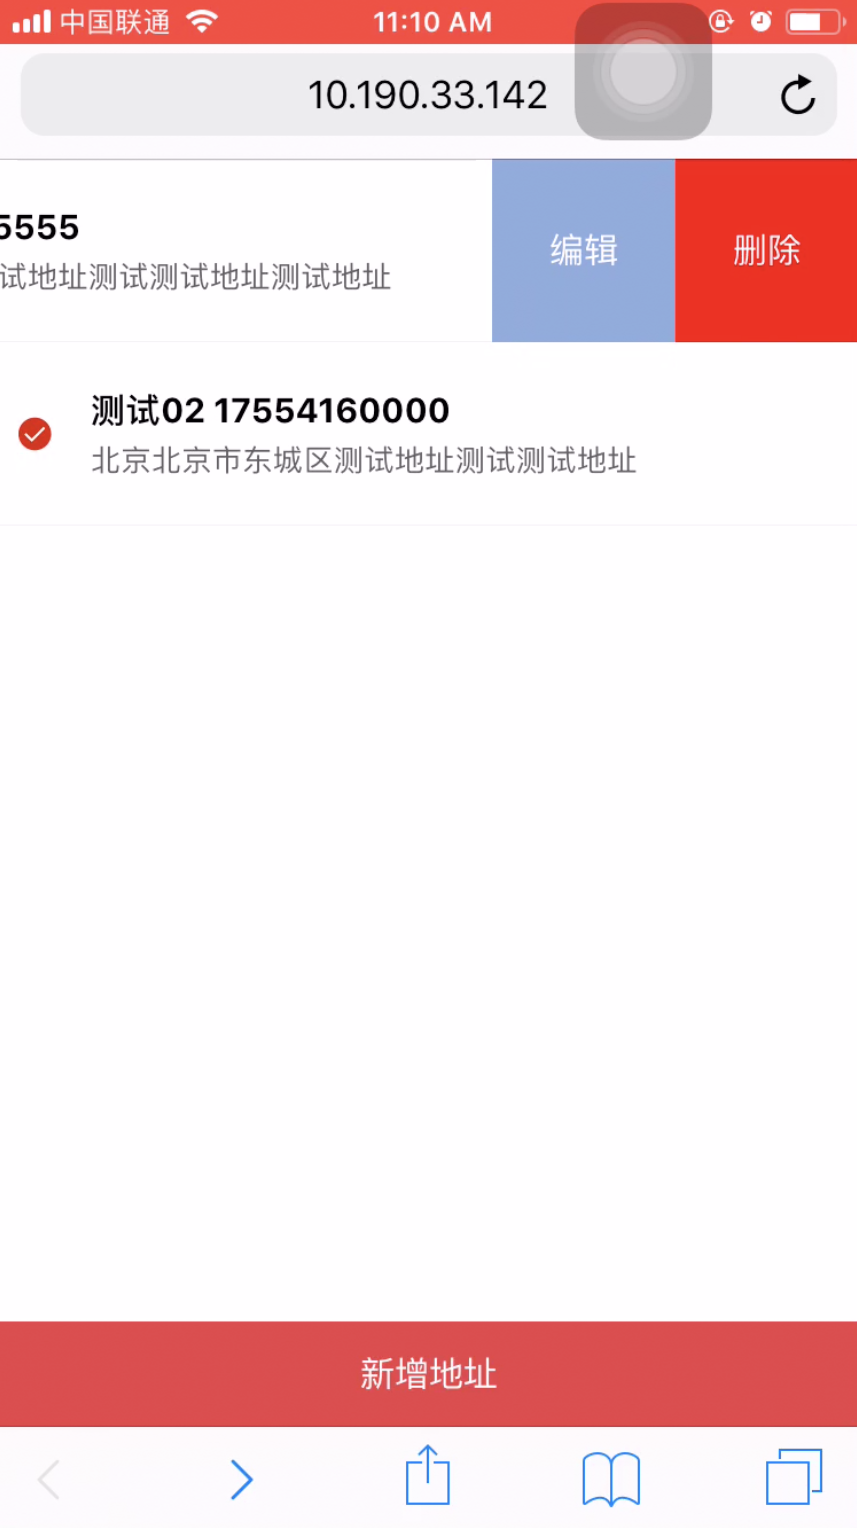 中国联通 11:10 AM
10.190.33.142
5555
试地址测试测试地址测试地址
编辑
删除
测试02 17554160000
北京北京市东城区测试地址测试测试地址
新增地址